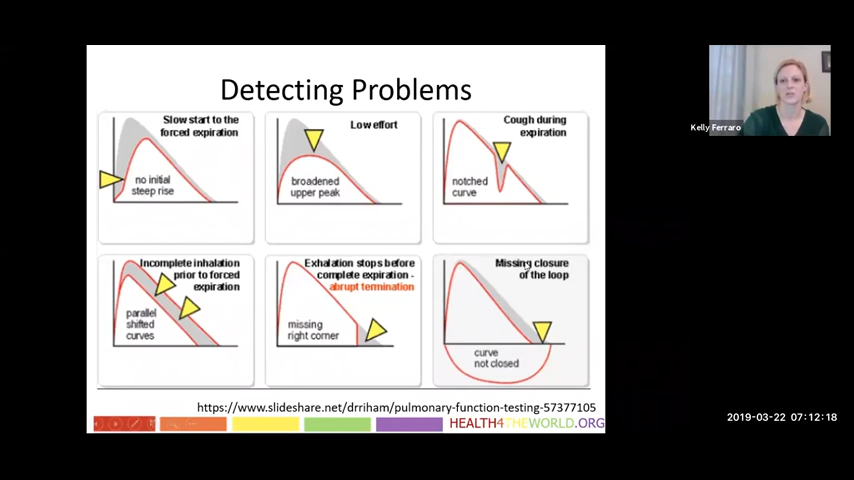 Detecting Problems
Slow start to the
forced expiration
no initial
steep rise
Low effort
broadened
upper peak
Cough during
expiration
notched
curve
Incomplete inhalation
prior to forced
expiration
parallel
shifted
curves
Exhalation stops before
complete expiration -
abrupt termination
missing
right corner
Missing closure
of the loop
curve
not closed
https://www.slideshare.net/drriham/pulmonary-function-testing-57377105
HEALTH4THEWORLD.ORG
Kelly Ferraro
2019-03-22 07:12:18